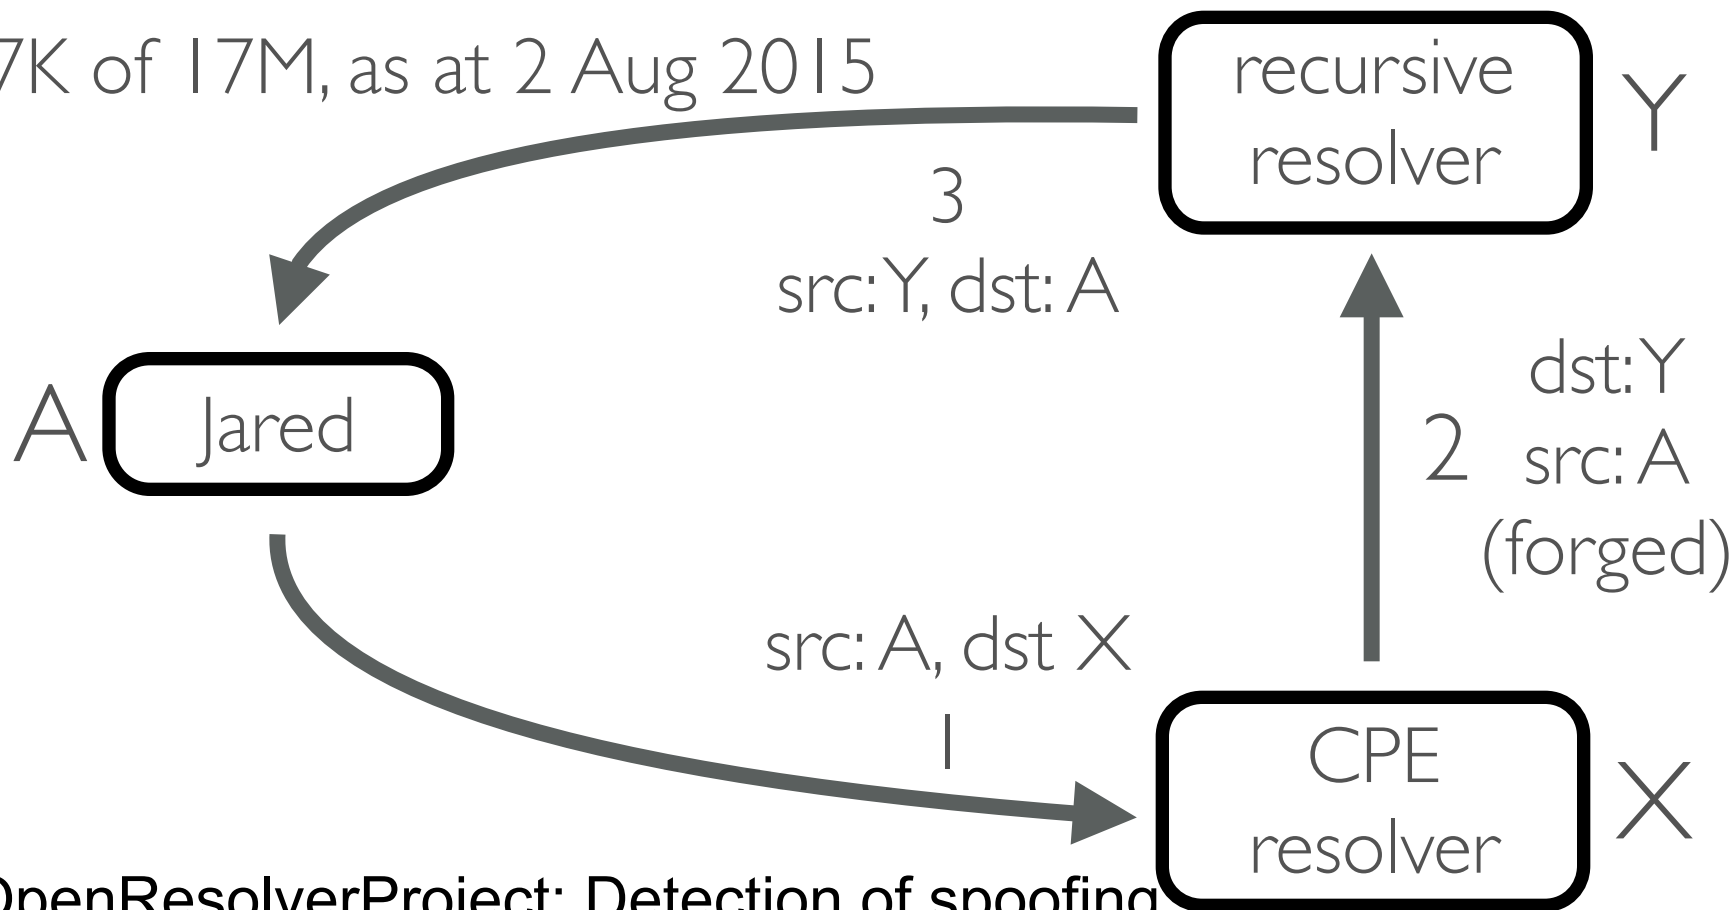 7K of 17M, as at 2 Aug 2015
recursive
resolver
Y
3
src: Y, dst: A
A
Jared
dst: Y
2
src: A
(forged)
src: A, dst X
1
CPE
resolver
X
OpenResolverProject: Detection of spoofing